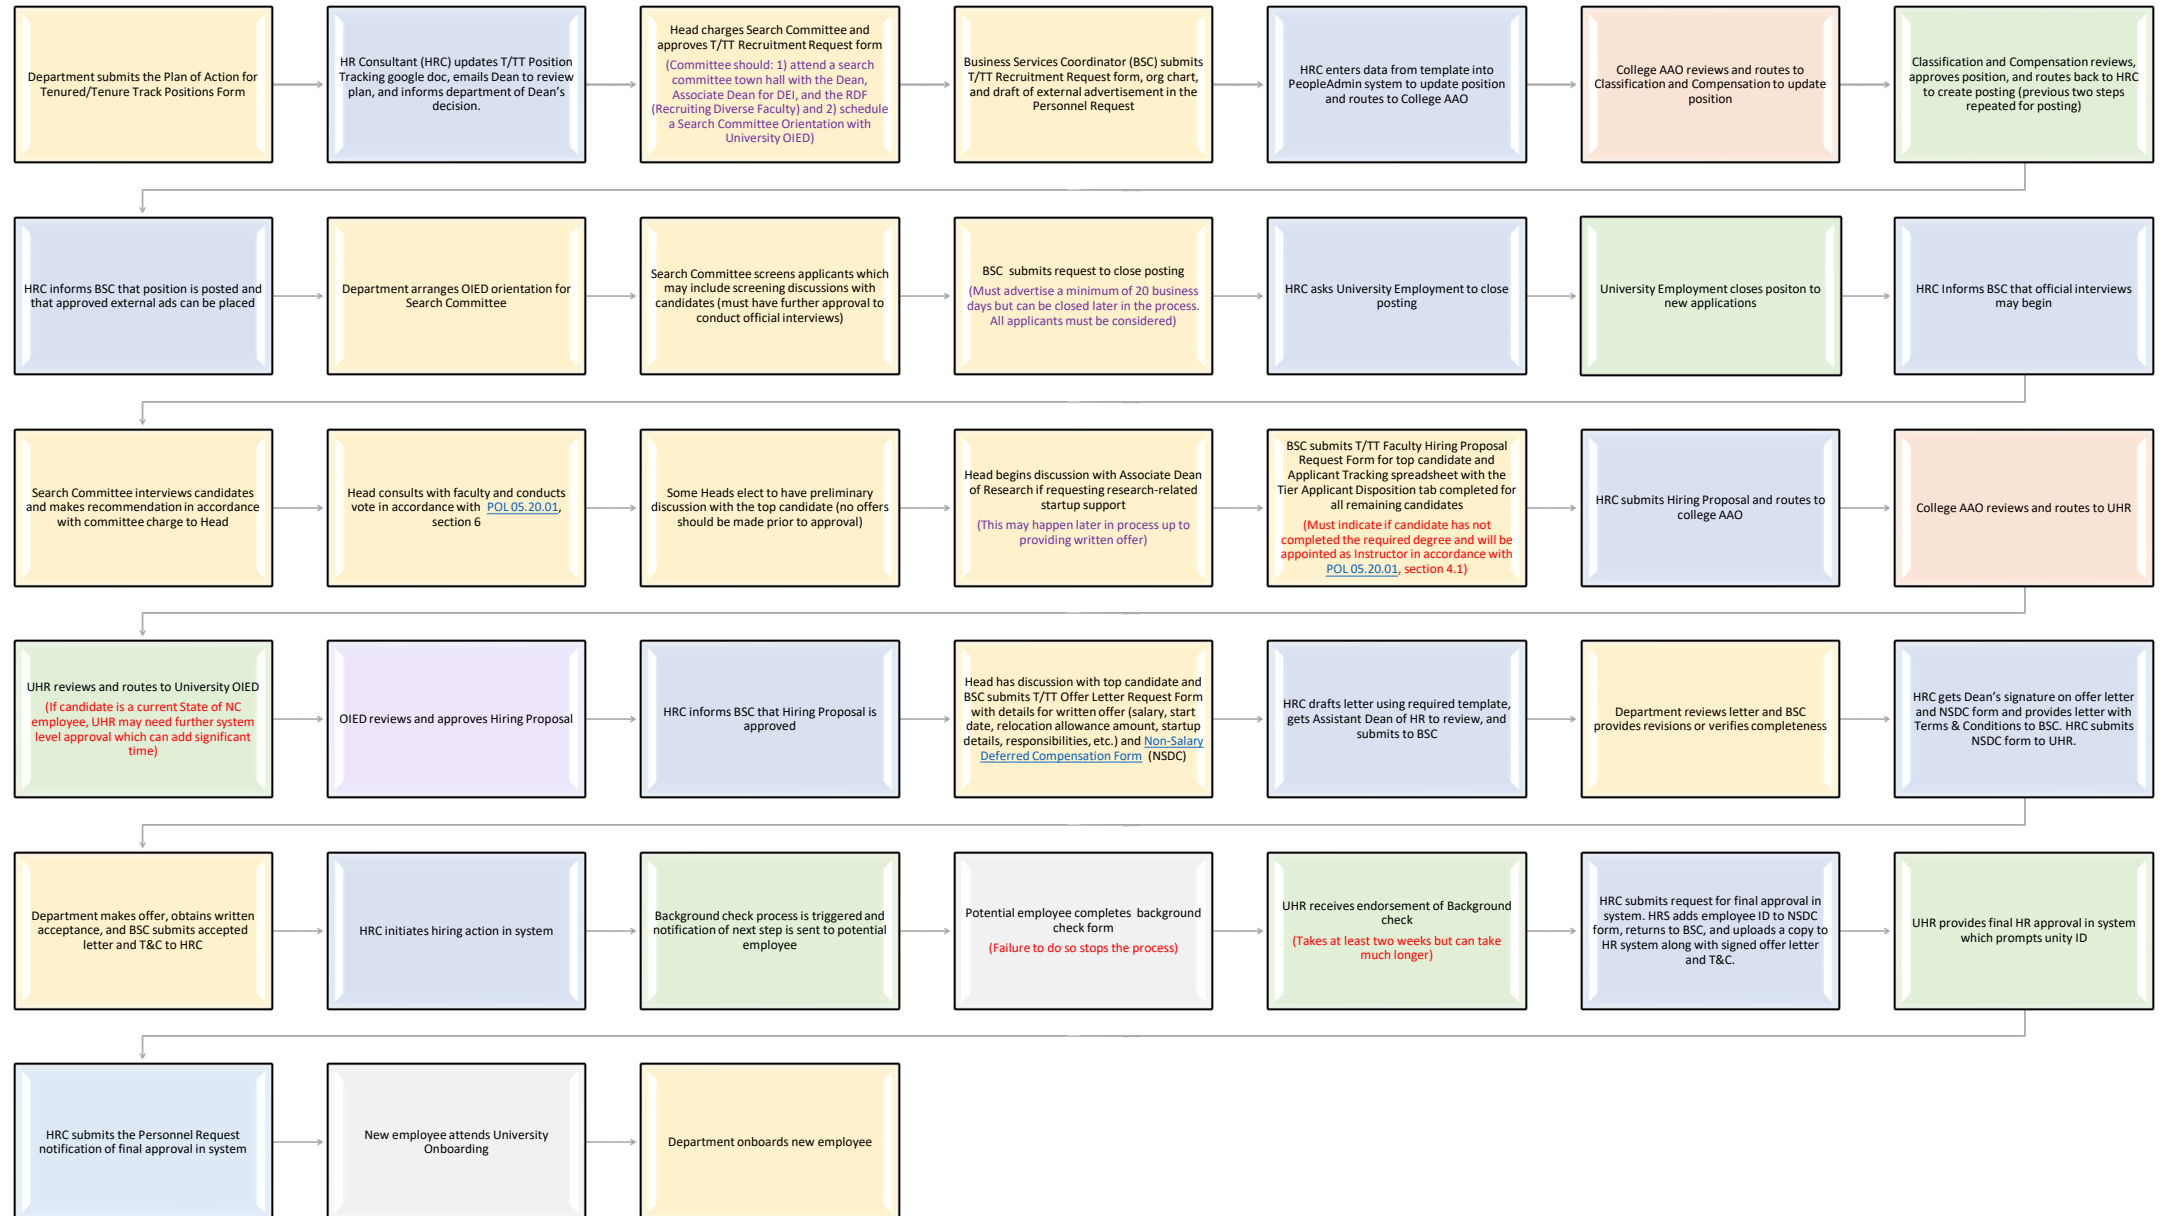 Department submits the Plan of Action for
Tenured/Tenure Track Positions Form
HR Consultant (HRC) updates T/TT Position
Tracking google doc, emails Dean to review
plan, and informs department of Dean's
decision.
Head charges Search Committee and
approves T/TT Recruitment Request form
(Committee should: 1) attend a search
committee town hall with the Dean,
Associate Dean for DEI, and the RDF
(Recruiting Diverse Faculty) and 2) schedule
a Search Committee Orientation with
University OIED)
Business Services Coordinator (BSC) submits
T/TT Recruitment Request form, org chart,
and draft of external advertisement in the
Personnel Request
HRC enters data from template into
PeopleAdmin system to update position
and routes to College AAO
College AAO reviews and routes to
Classification and Compensation to update
position
Classification and Compensation reviews,
approves position, and routes back to HRC
to create posting (previous two steps
repeated for posting)
HRC informs BSC that position is posted and
that approved external ads can be placed
Department arranges OIED orientation for
Search Committee
Search Committee screens applicants which
may include screening discussions with
candidates (must have further approval to
conduct official interviews)
BSC submits request to close posting
(Must advertise a minimum of 20 business
days but can be closed later in the process.
All applicants must be considered)
HRC asks University Employment to close
posting
University Employment closes positon to
new applications
HRC Informs BSC that official interviews
may begin
Search Committee interviews candidates
and makes recommendation in accordance
with committee charge to Head
Head consults with faculty and conducts
vote in accordance with POL 05.20.01,
section 6
Some Heads elect to have preliminary
discussion with the top candidate (no offers
should be made prior to approval)
Head begins discussion with Associate Dean
of Research if requesting research-related
startup support
(This may happen later in process up to
providing written offer)
BSC submits T/TT Faculty Hiring Proposal
Request Form for top candidate and
Applicant Tracking spreadsheet with the
Tier Applicant Disposition tab completed for
all remaining candidates
(Must indicate if candidate has not
completed the required degree and will be
appointed as Instructor in accordance with
POL 05.20.01, section 4.1)
HRC submits Hiring Proposal and routes to
college AAO
College AAO reviews and routes to UHR
UHR reviews and routes to University OIED
(If candidate is a current State of NC
employee, UHR may need further system
level approval which can add significant
time)
OIED reviews and approves Hiring Proposal
HRC informs BSC that Hiring Proposal is
approved
Head has discussion with top candidate and
BSC submits T/TT Offer Letter Request Form
with details for written offer (salary, start
date, relocation allowance amount, startup
details, responsibilities, etc.) and Non-Salary
Deferred Compensation Form (NSDC)
HRC drafts letter using required template,
gets Assistant Dean of HR to review, and
submits to BSC
Department reviews letter and BSC
provides revisions or verifies completeness
HRC gets Dean's signature on offer letter
and NSDC form and provides letter with
Terms & Conditions to BSC. HRC submits
NSDC form to UHR.
Department makes offer, obtains written
acceptance, and BSC submits accepted
letter and T&C to HRC
HRC initiates hiring action in system
Background check process is triggered and
notification of next step is sent to potential
employee
Potential employee completes background
check form
(Failure to do so stops the process)
UHR receives endorsement of Background
check
(Takes at least two weeks but can take
much longer)
HRC submits request for final approval in
system. HRS adds employee ID to NSDC
form, returns to BSC, and uploads a copy to
HR system along with signed offer letter
and T&C.
UHR provides final HR approval in system
which prompts unity ID
HRC submits the Personnel Request
notification of final approval in system
New employee attends University
Onboarding
Department onboards new employee